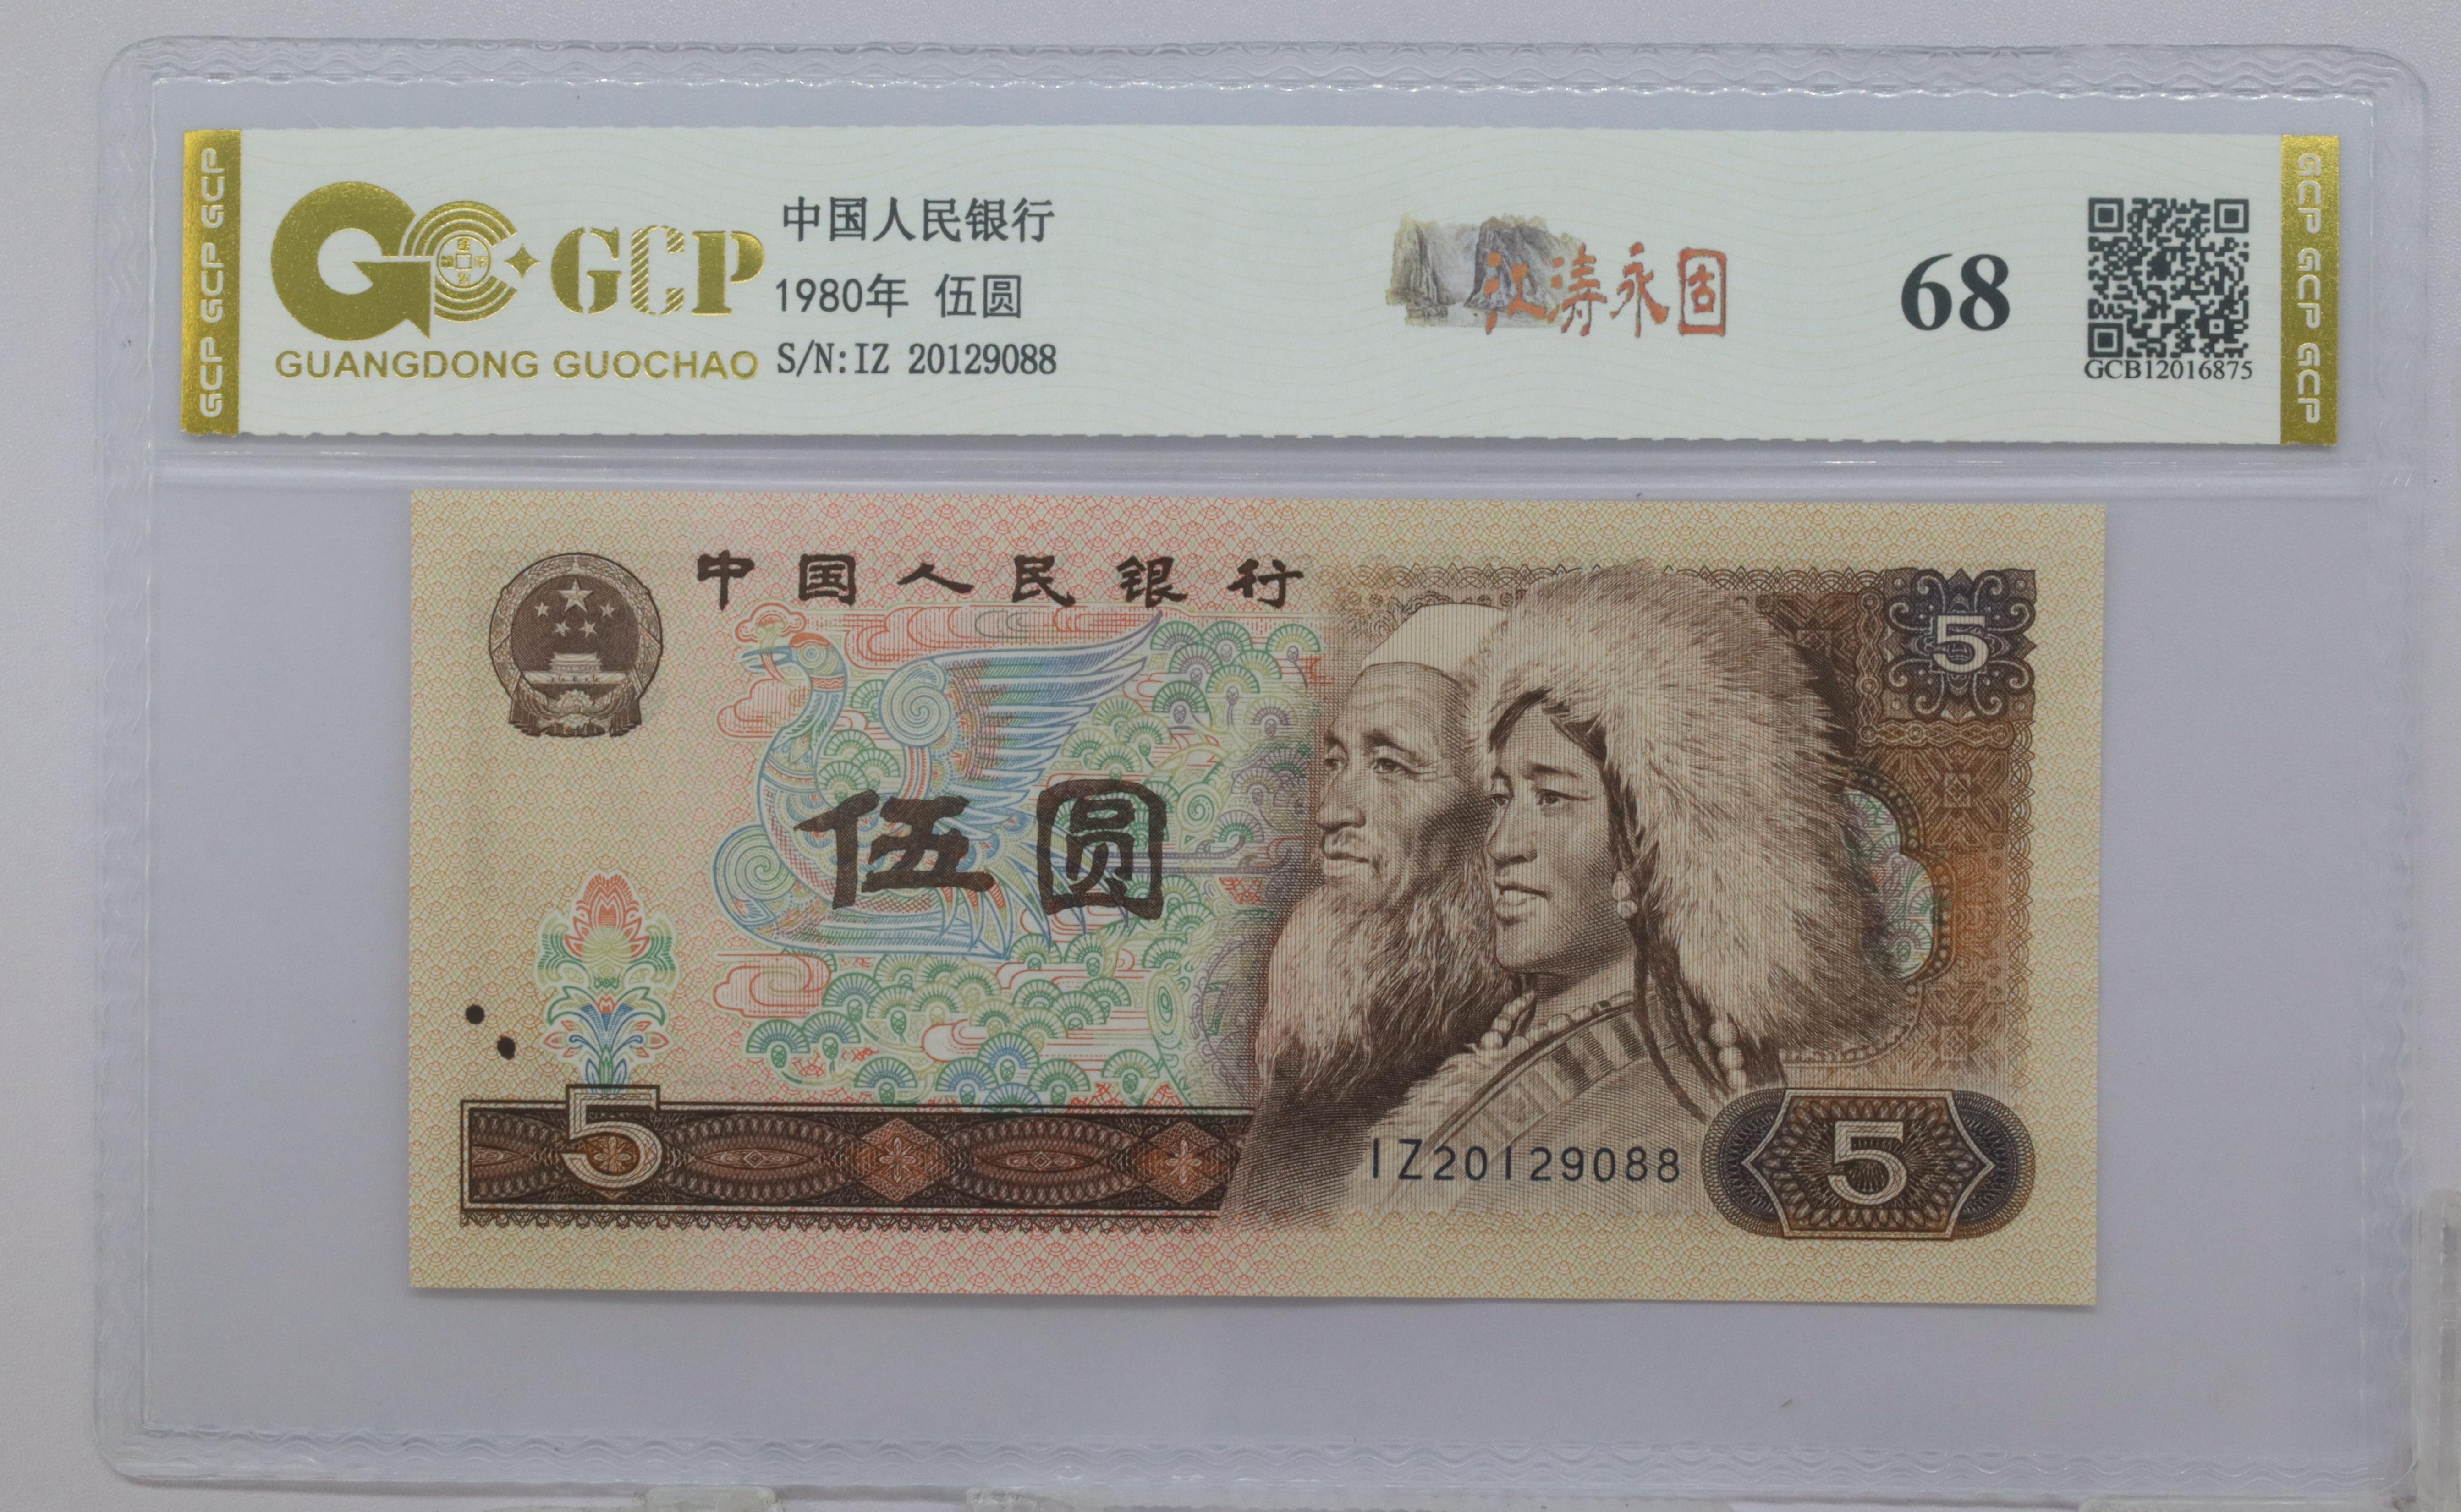 GCP GCP GCP
GCP
GUANGDONG GUOCHAO
中国人民银行
1980年 伍圆
S/N:IZ 20129088
江涛永固
68
GCB12016875
GCP GCP GCP
中国人民银行
5
伍圆
5
IZ20129088
5